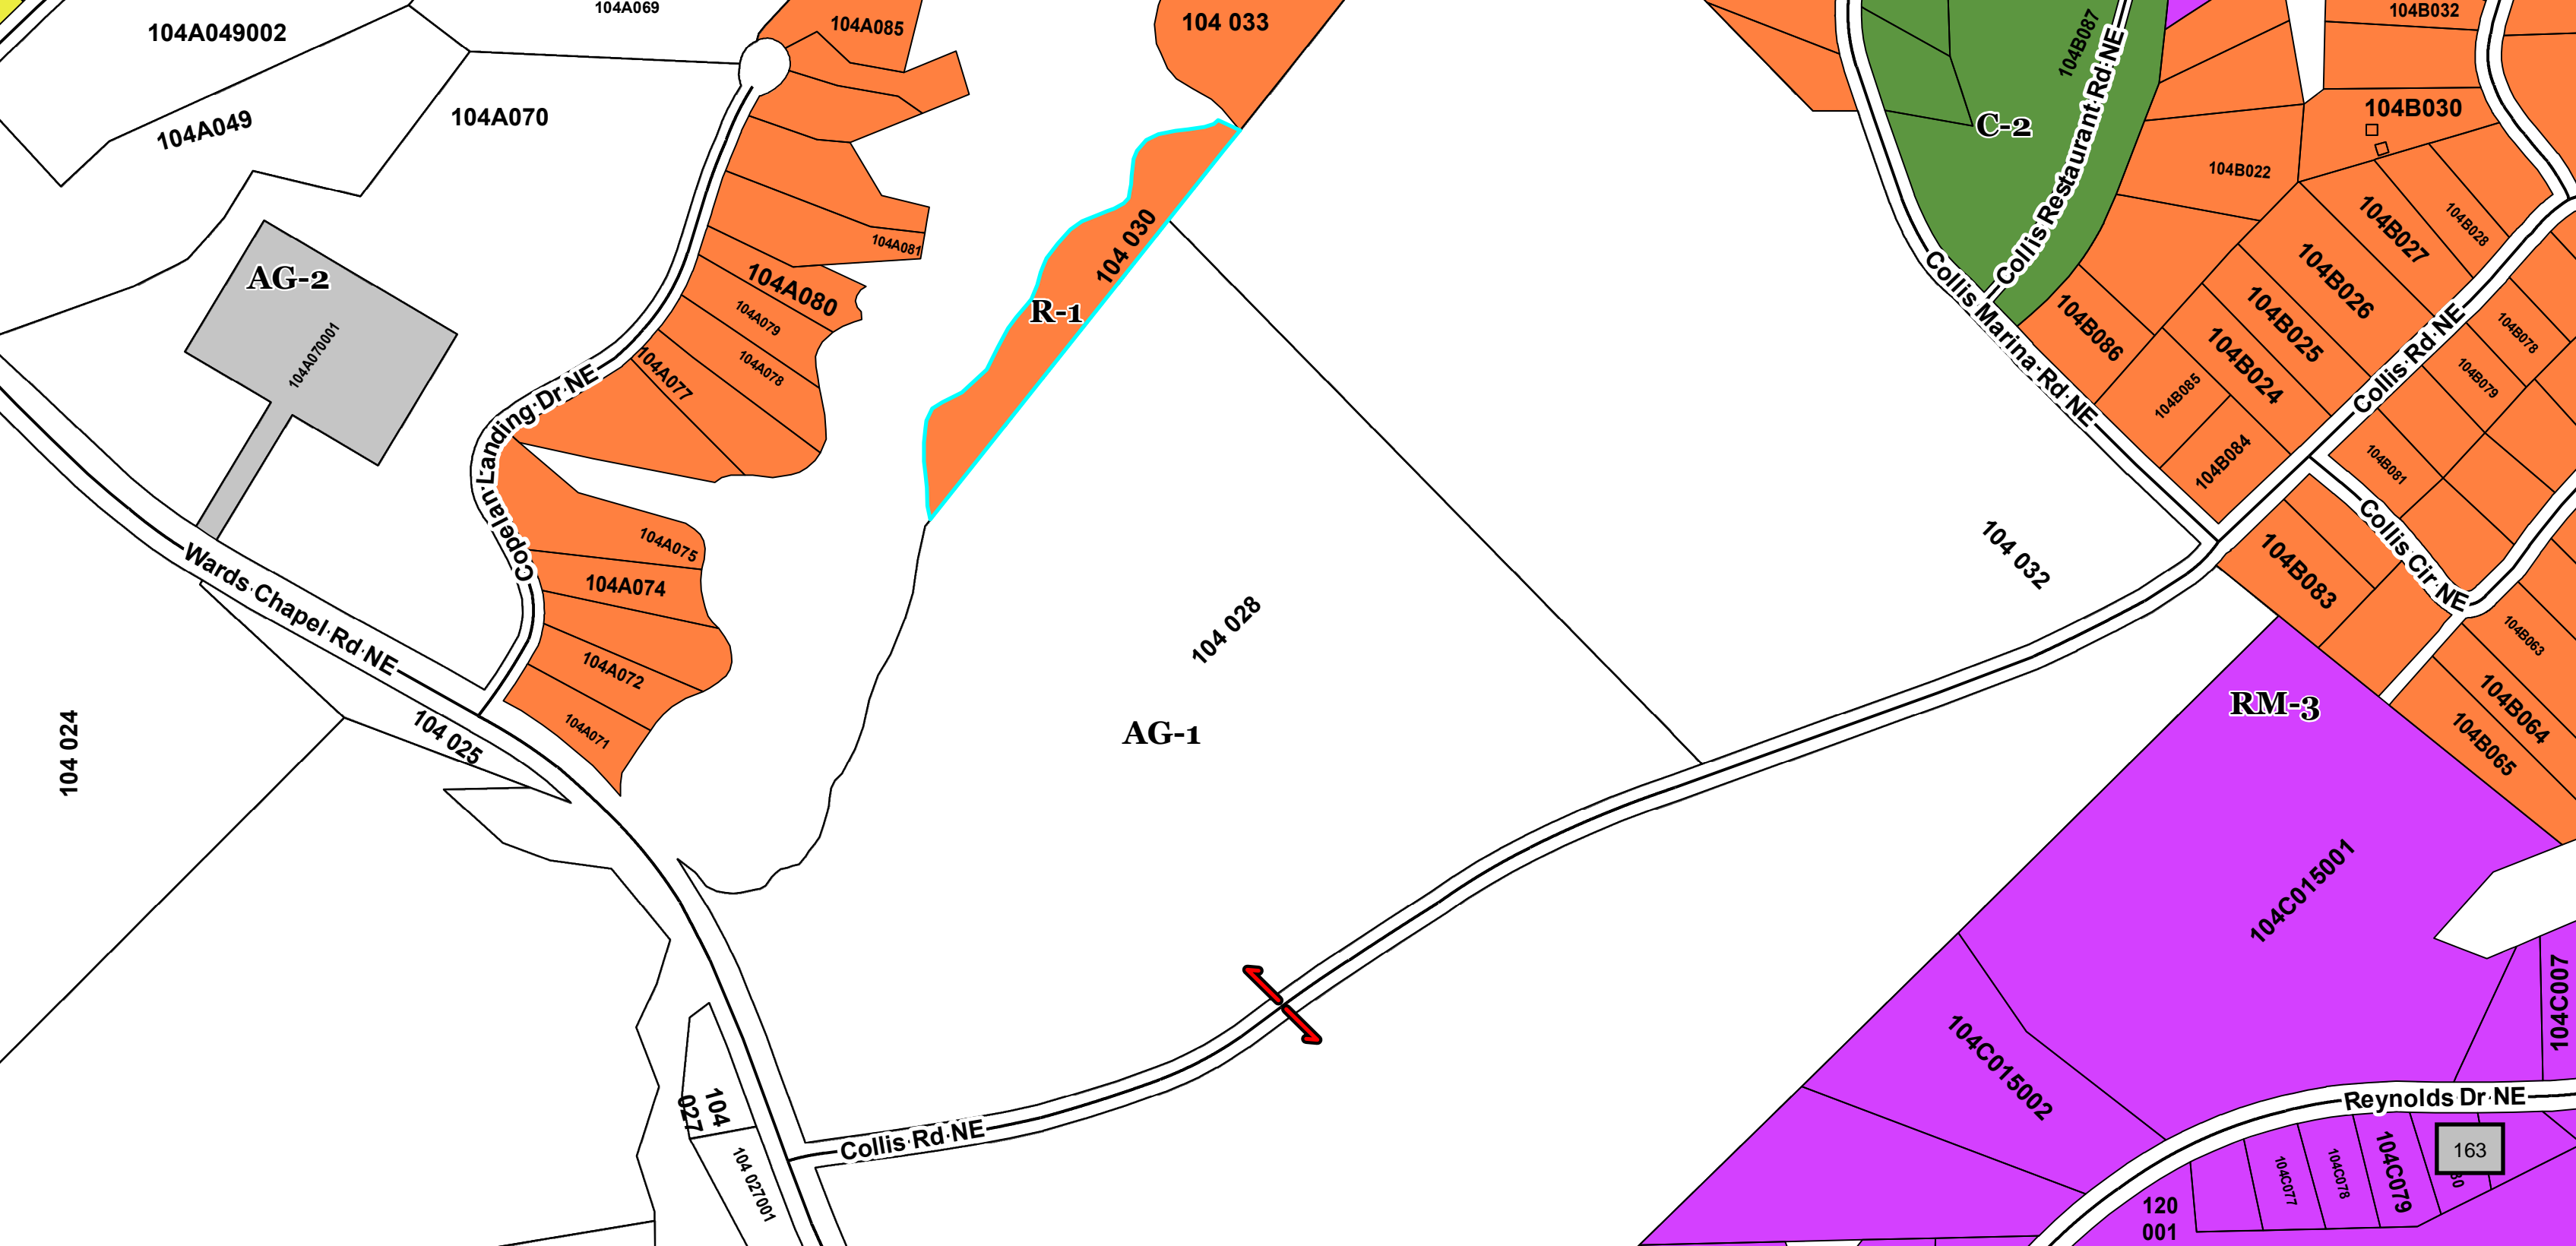 104A049002
104A069
104A085
104 033
104B087
104B032
104A049
104A070
C-2
Collis Restaurant Rd NE
104B030
104B022
104B028
104B027
104B026
104B025
104B024
104B086
104B085
104B084
AG-2
104A070001
104A081
104A080
104A079
104A078
104A077
104 030
R-1
Collis Marina Rd NE
Collis Rd NE
104B078
104B079
104B081
Copelan Landing Dr NE
104A075
104A074
104A072
104A071
Wards Chapel Rd NE
104 025
104 024
104 028
AG-1
104 032
Collis Cir NE
104B083
104B063
104B064
104B065
RM-3
104C015001
104C015002
104C007
Reynolds Dr NE
163
104C077
104C078
104C079
30
120
001
104
027
104 027001
Collis Rd NE